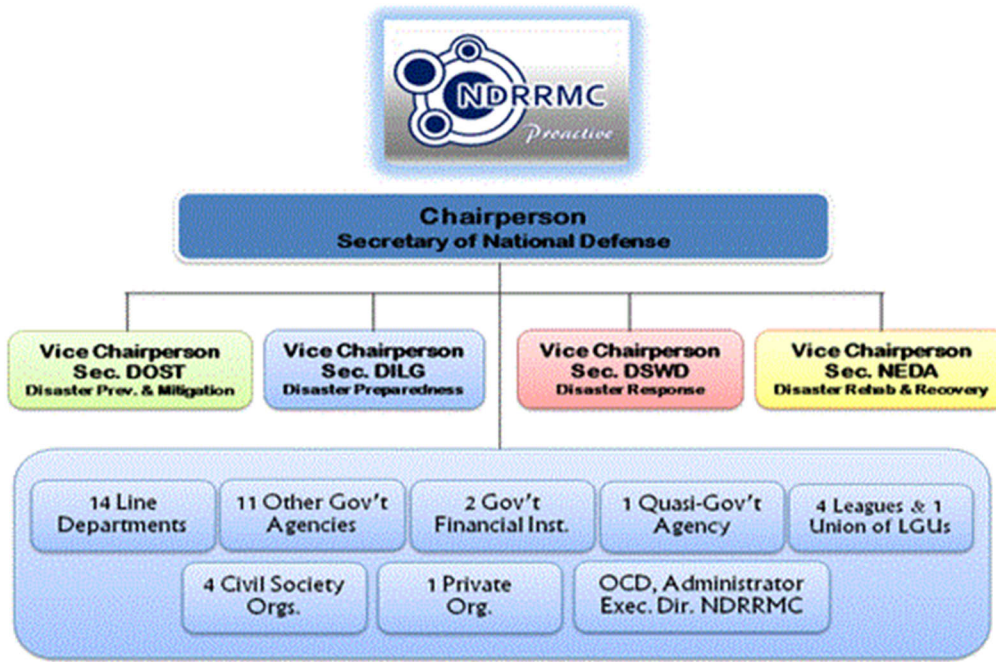 NDRRMC
Proactive
Chairperson
Secretary of National Defense
Vice Chairperson
Sec. DOST
Disaster Prev. & Mitigation
Vice Chairperson
Sec. DILG
Disaster Preparedness
Vice Chairperson
Sec. DSWD
Disaster Response
Vice Chairperson
Sec. NEDA
Disaster Rehab & Recovery
14 Line
Departments
11 Other Gov't
Agencies
2 Gov't
Financial Inst.
1 Quasi-Gov't
Agency
4 Leagues & 1
Union of LGUs
4 Civil Society
Orgs.
1 Private
Org.
OCD, Administrator
Exec. Dir. NDRRMC